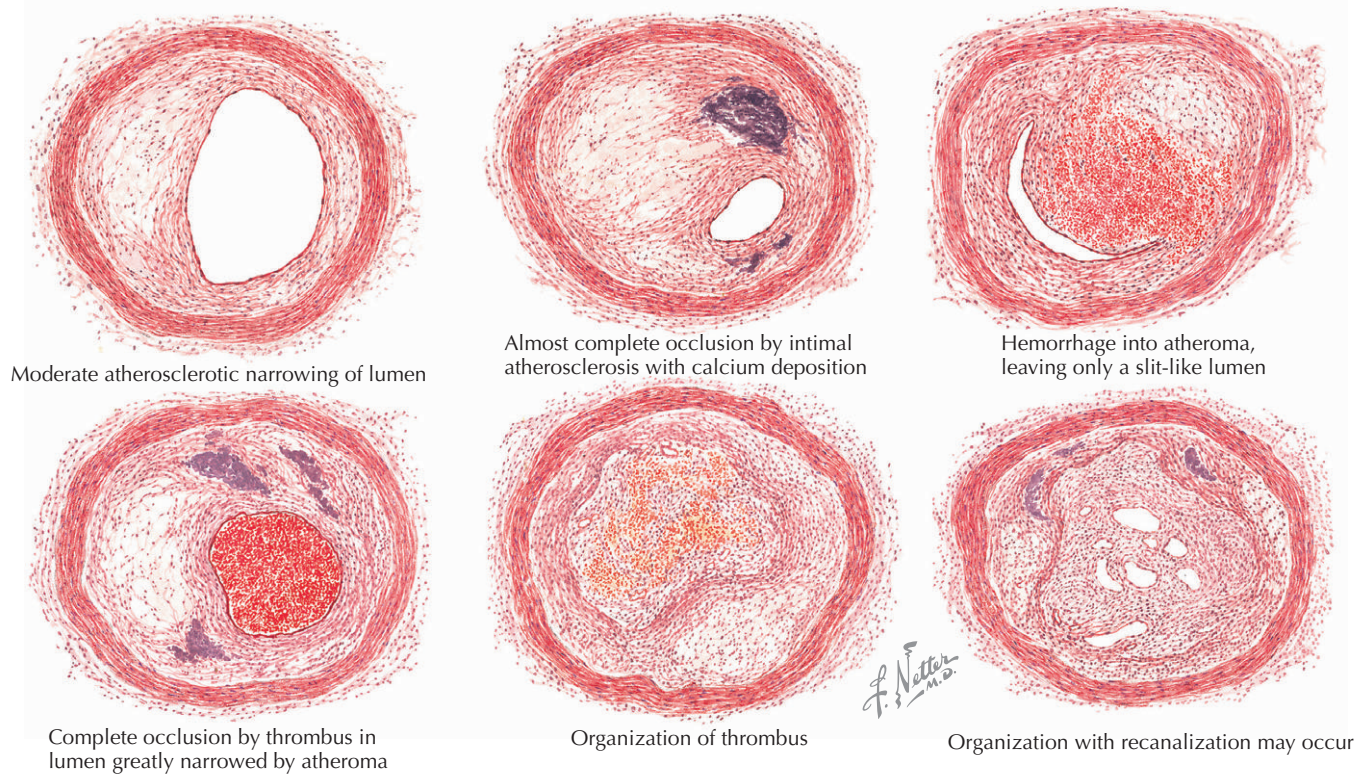 Moderate atherosclerotic narrowing of lumen
Almost complete occlusion by intimal
atherosclerosis with calcium deposition
Hemorrhage into atheroma,
leaving only a slit-like lumen
Complete occlusion by thrombus in
lumen greatly narrowed by atheroma
Organization of thrombus
Organization with recanalization may occur
F. Netter
M.D.